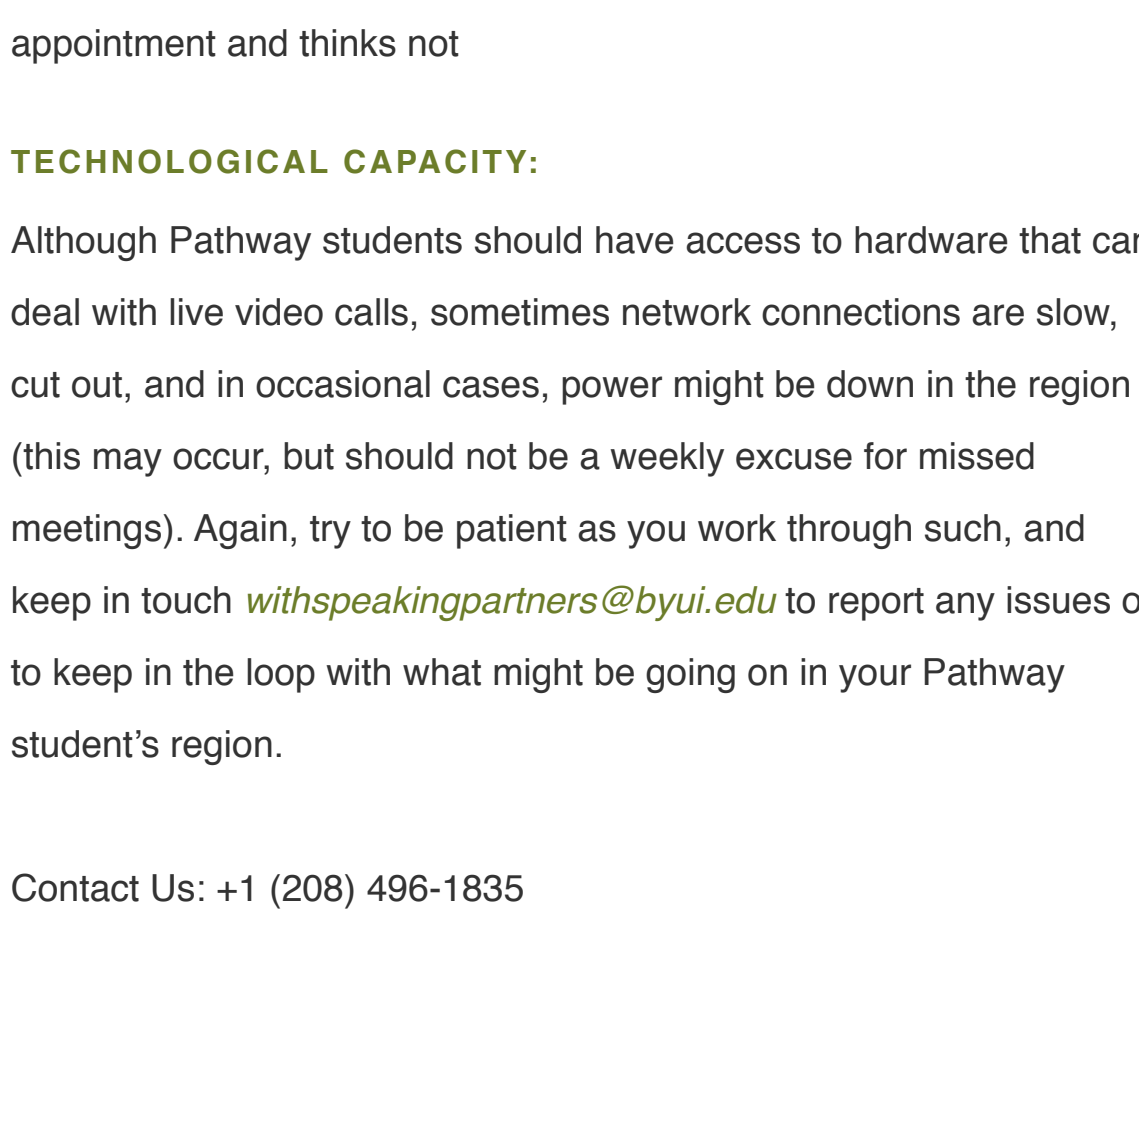 appointment and thinks not
TECHNOLOGICAL CAPACITY:
Although Pathway students should have access to hardware that can
deal with live video calls, sometimes network connections are slow,
cut out, and in occasional cases, power might be down in the region
(this may occur, but should not be a weekly excuse for missed
meetings). Again, try to be patient as you work through such, and
keep in touch withspeakingpartners@byui.edu to report any issues o
to keep in the loop with what might be going on in your Pathway
student’s region.
Contact Us: +1 (208) 496-1835